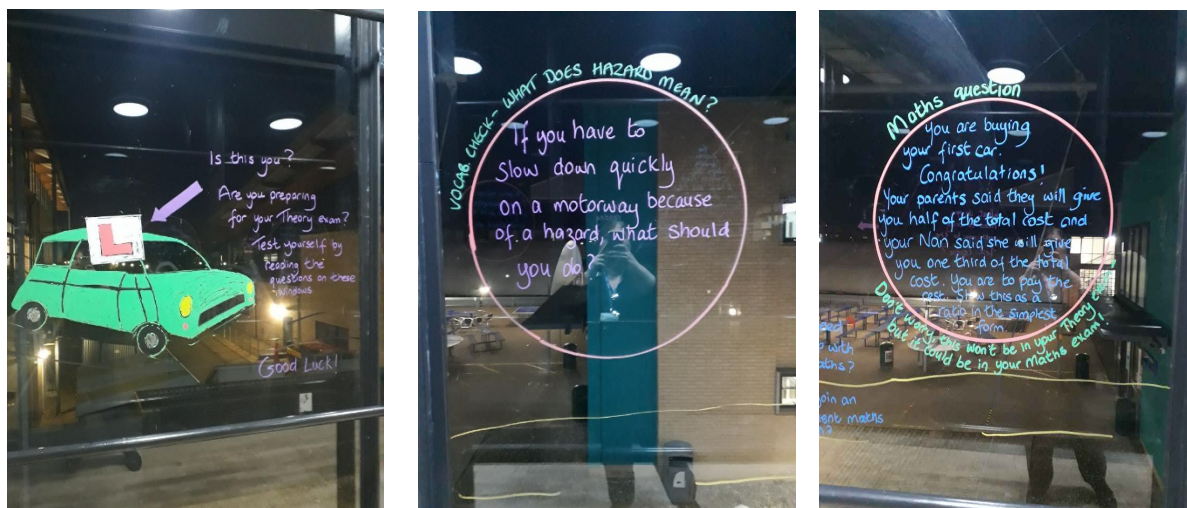 Is this you?
Are you preparing
for your Theory exam?
Test yourself by
reading the
questions on these
windows
L
Good Luck!
VOCAB CHECK - WHAT DOES HAZARD MEAN?
If you have to
Slow down quickly
on a motorway because
of a hazard, what should
you do?
Maths question
you are buying
your first car.
Congratulations!
Your parents said they will give
you half of the total cost and
your Nan said she will give
you one third of the total
cost. You are to pay the
rest. Show this as a
ratio in the simplest
form.
Don't worry, this won't be in your Theory exam,
but it could be in your Maths exam!
with
maths?
join an
maths